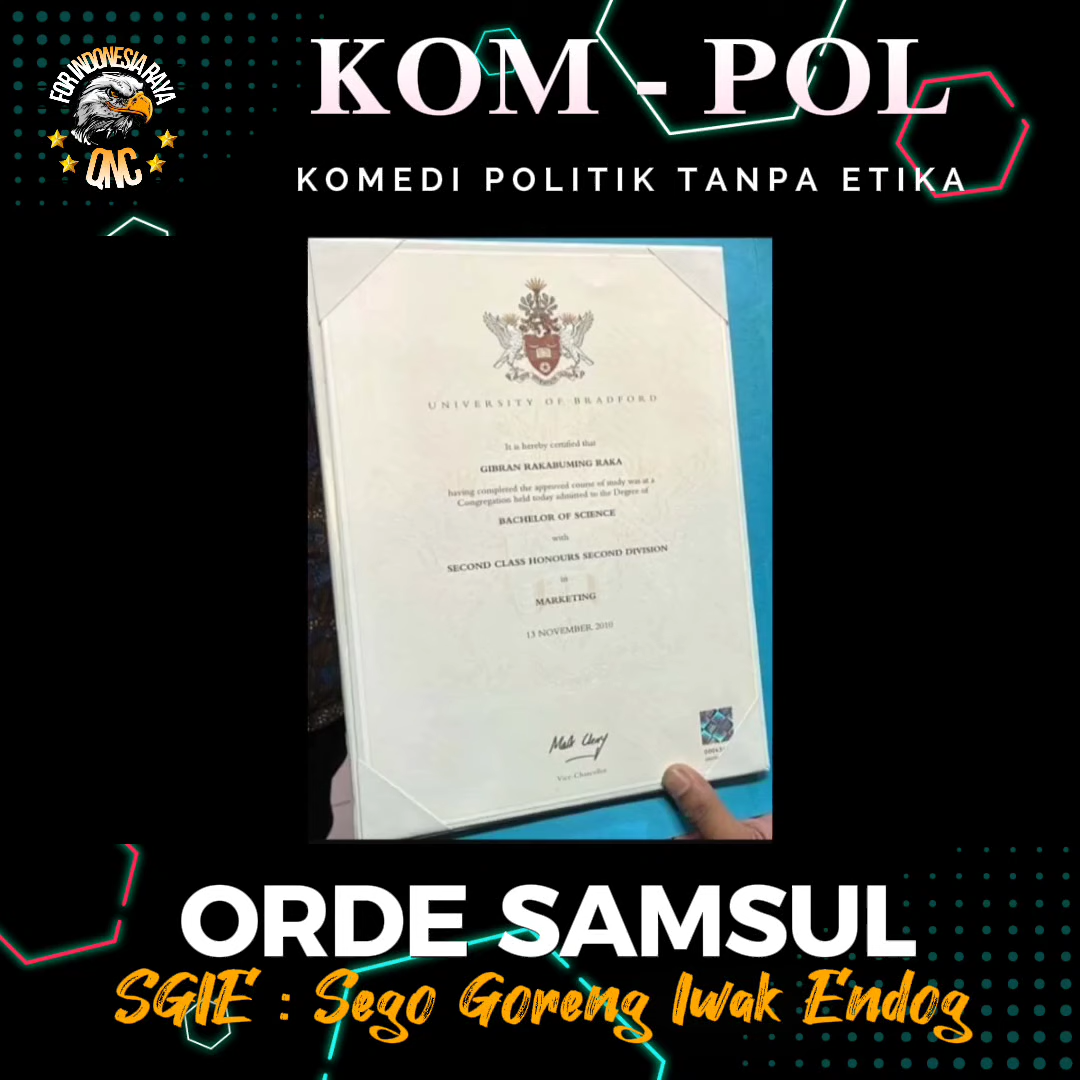 FOR INDONESIA RAYA
QNC
KOM - POL
KOMEDI POLITIK TANPA ETIKA
UNIVERSITY OF BRADFORD
It is hereby certified that
GIBRAN RAKABUMING RAKA
having completed the approved course of study was at a
Congregation held today admitted to the Degree of
BACHELOR OF SCIENCE
with
SECOND CLASS HONOURS SECOND DIVISION
in
MARKETING
13 NOVEMBER 2010
Vice-Chancellor
ORDE SAMSUL
SGIE : Sego Goreng Iwak Endog